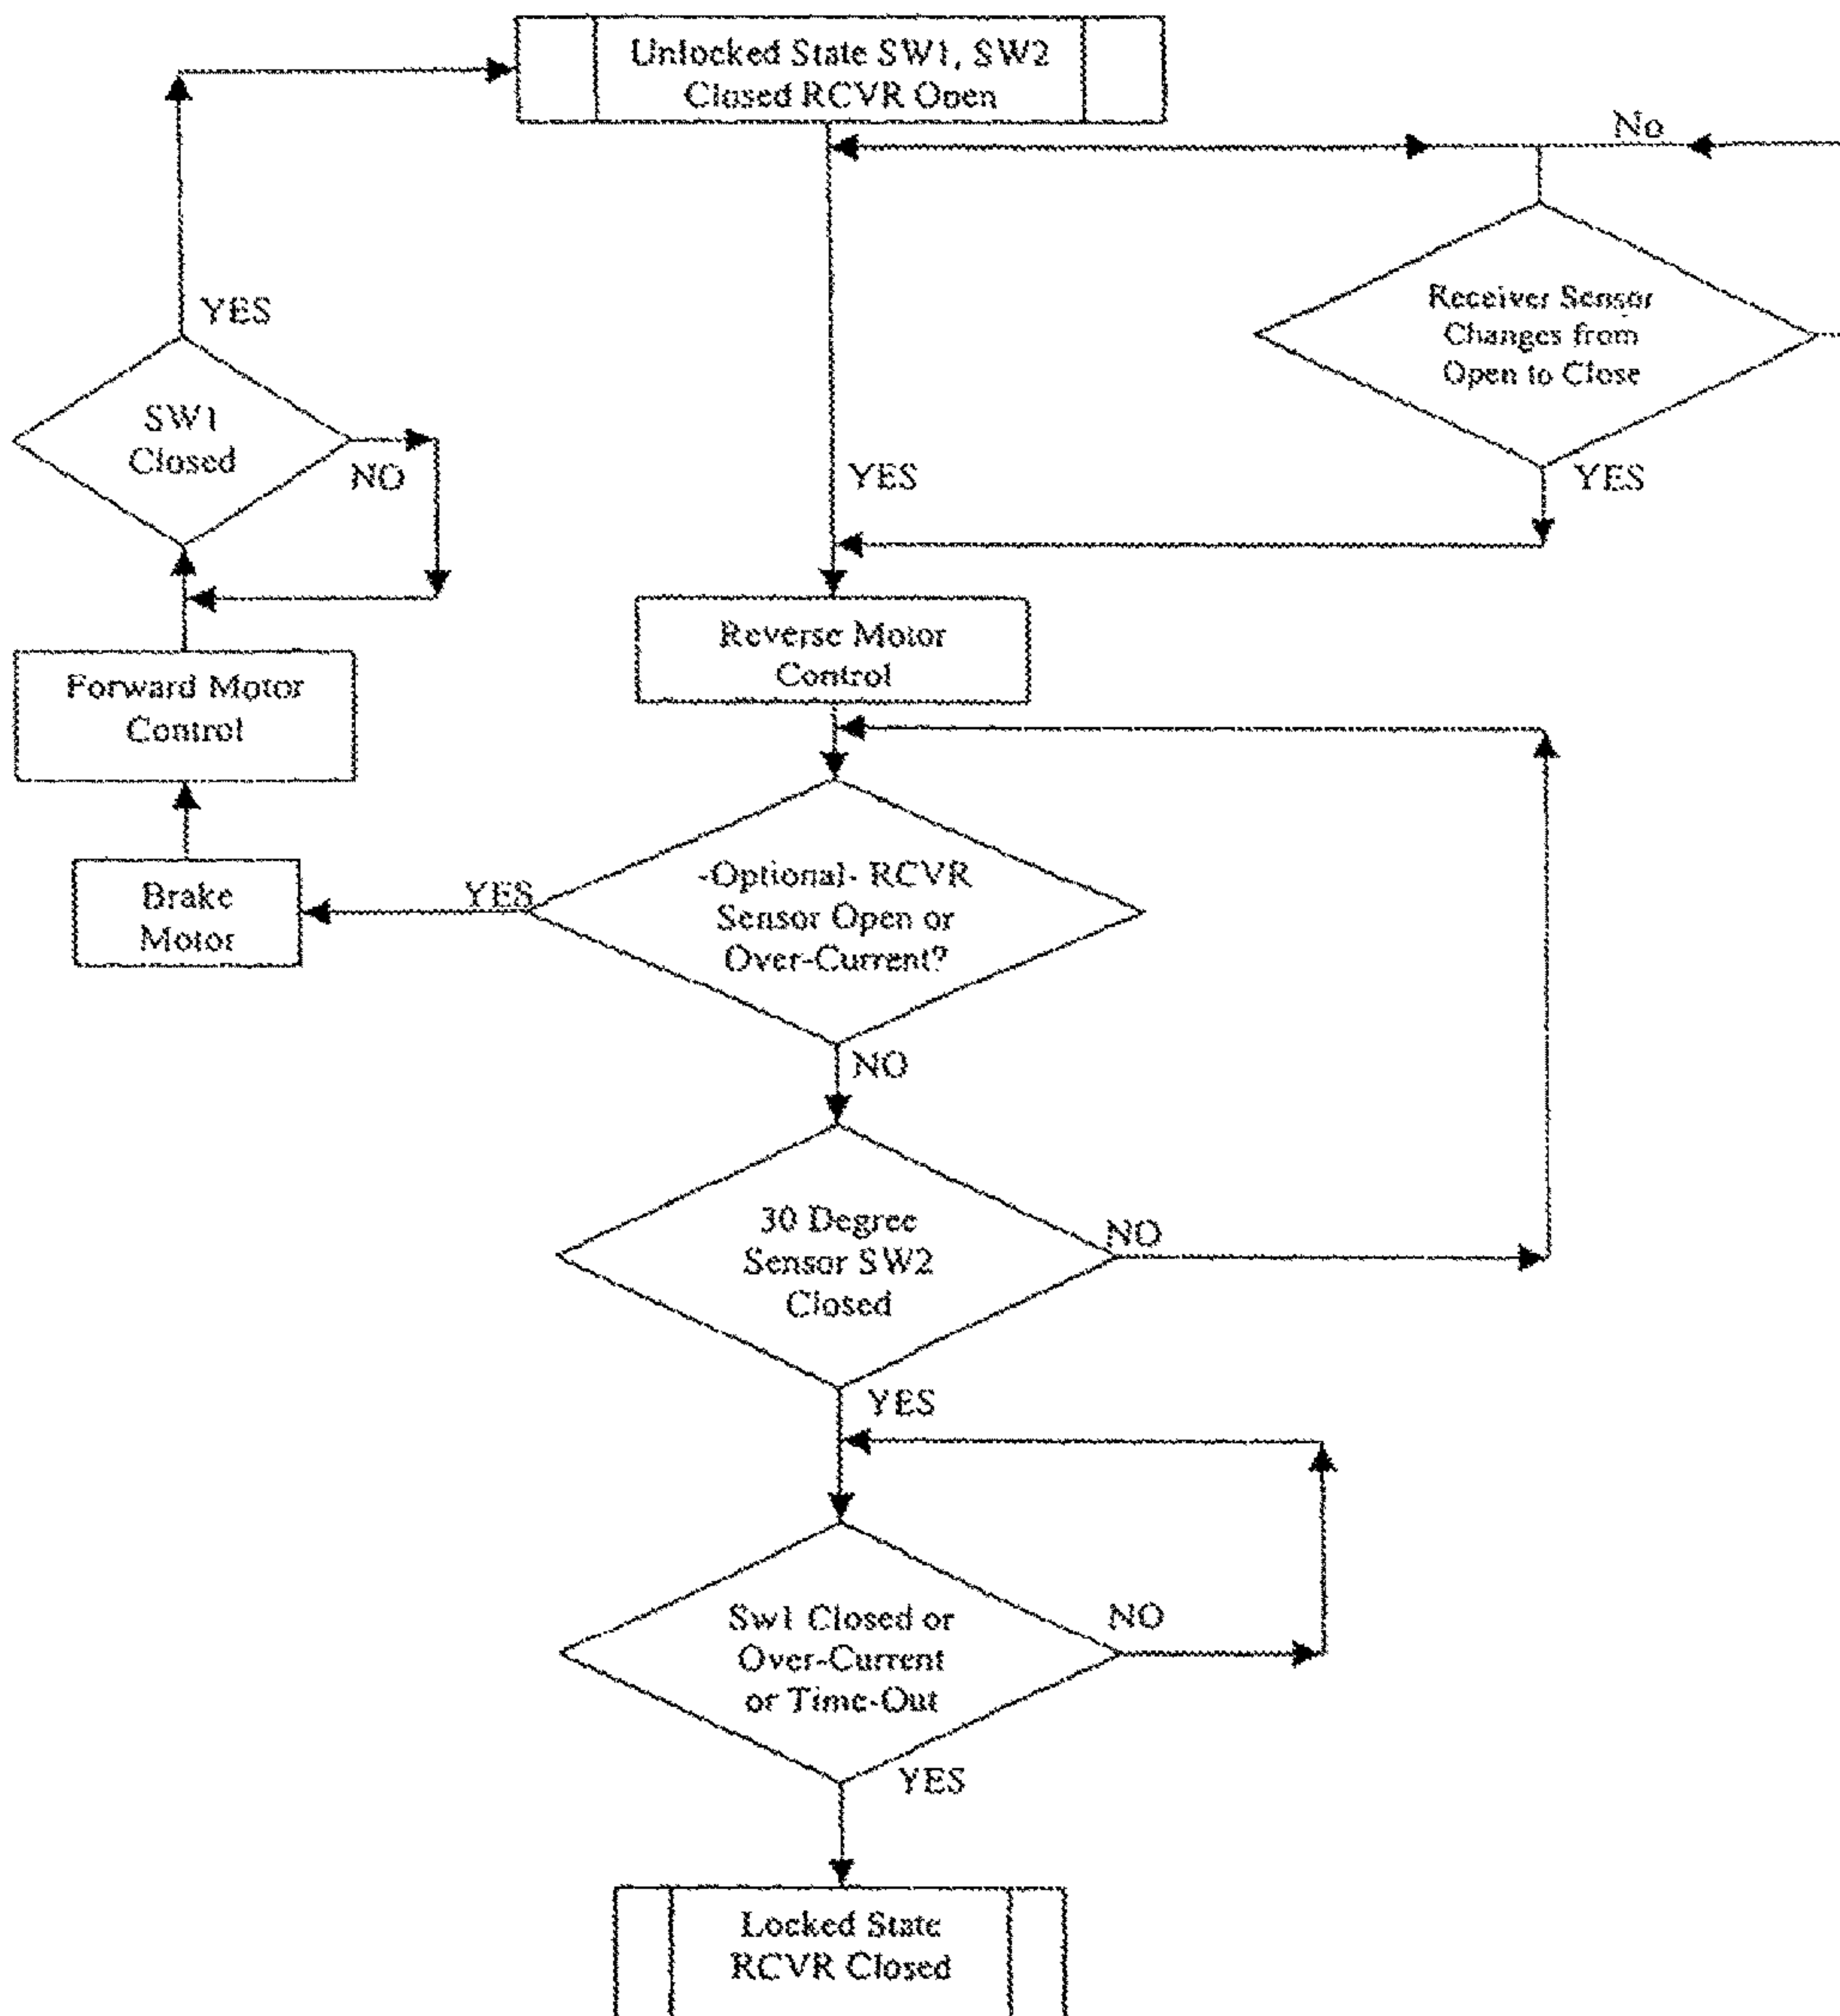 Unlocked State SW1, SW2
Closed RCVR Open
No
Receiver Sensor
Changes from
Open to Close
YES
SW1
Closed
NO
YES
YES
Reverse Motor
Control
Forward Motor
Control
-Optional- RCVR
Sensor Open or
Over-Current?
YES
Brake
Motor
NO
30 Degree
Sensor SW2
Closed
NO
YES
Sw1 Closed or
Over-Current
or Time-Out
NO
YES
Locked State
RCVR Closed